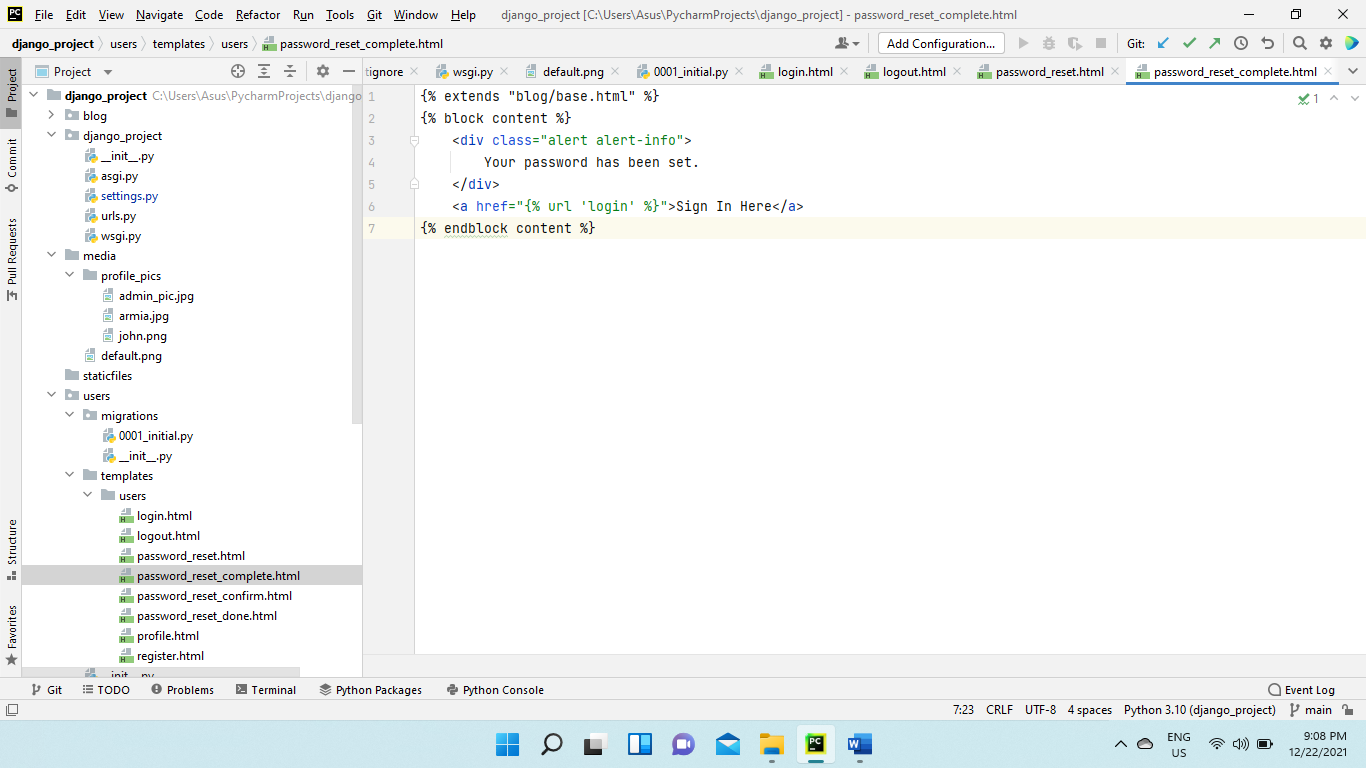 PC File Edit View Navigate Code Refactor Run Tools Git Window Help django_project [C:\Users\Asus\PycharmProjects\django_project] - password_reset_complete.html
django_project users templates users password_reset_complete.html Add Configuration... Git:
Project Project tignore wsgi.py default.png 0001_initial.py login.html logout.html password_reset.html password_reset_complete.html
django_project C:\Users\Asus\PycharmProjects\django
blog
django_project
__init__.py
asgi.py
settings.py
urls.py
wsgi.py
media
profile_pics
admin_pic.jpg
armia.jpg
john.png
default.png
staticfiles
users
migrations
0001_initial.py
__init__.py
templates
users
login.html
logout.html
password_reset.html
password_reset_complete.html
password_reset_confirm.html
password_reset_done.html
profile.html
register.html
__init__.py
Commit
Pull Requests
Structure
Favorites
1 {% extends "blog/base.html" %}
2 {% block content %}
3 <div class="alert alert-info">
4 Your password has been set.
5 </div>
6 <a href="{% url 'login' %}">Sign In Here</a>
7 {% endblock content %}
1
Git TODO Problems Terminal Python Packages Python Console Event Log
7:23 CRLF UTF-8 4 spaces Python 3.10 (django_project) main
PC W
ENG
US
9:08 PM
12/22/2021